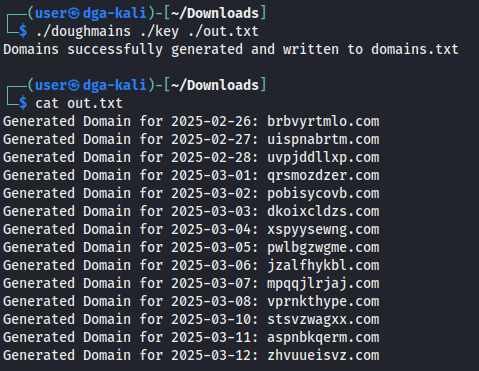 ┌──(user㉿dga-kali)-[~/Downloads]
└─$ ./doughmains ./key ./out.txt
Domains successfully generated and written to domains.txt
┌──(user㉿dga-kali)-[~/Downloads]
└─$ cat out.txt
Generated Domain for 2025-02-26: brbvyrtmlo.com
Generated Domain for 2025-02-27: uispnabrtm.com
Generated Domain for 2025-02-28: uvpjddllxp.com
Generated Domain for 2025-03-01: qrsmozdzer.com
Generated Domain for 2025-03-02: pobisycovb.com
Generated Domain for 2025-03-03: dkoixcldzs.com
Generated Domain for 2025-03-04: xspyysewng.com
Generated Domain for 2025-03-05: pwlbgzwgme.com
Generated Domain for 2025-03-06: jzalfhykbl.com
Generated Domain for 2025-03-07: mpqqjlrjaj.com
Generated Domain for 2025-03-08: vprnkthype.com
Generated Domain for 2025-03-10: stsvzwagxx.com
Generated Domain for 2025-03-11: aspnbkqerm.com
Generated Domain for 2025-03-12: zhvuueisvz.com